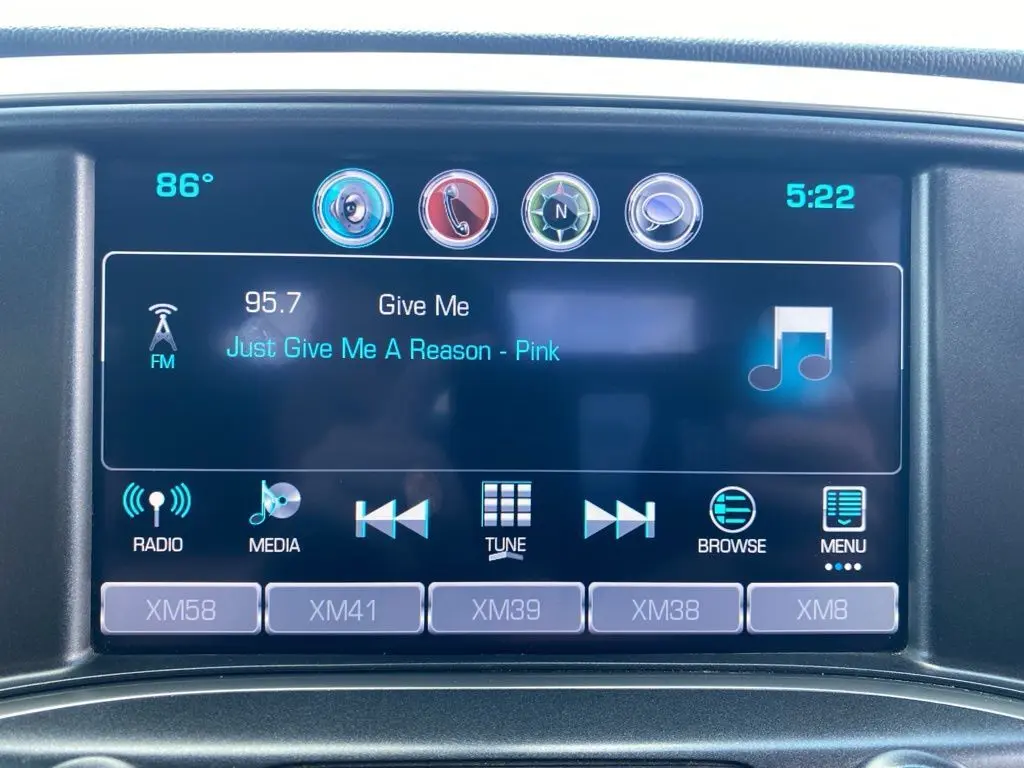 86°
N
5:22
95.7 Give Me
Just Give Me A Reason - Pink
FM
RADIO MEDIA TUNE BROWSE MENU
XM58 XM41 XM39 XM38 XM8